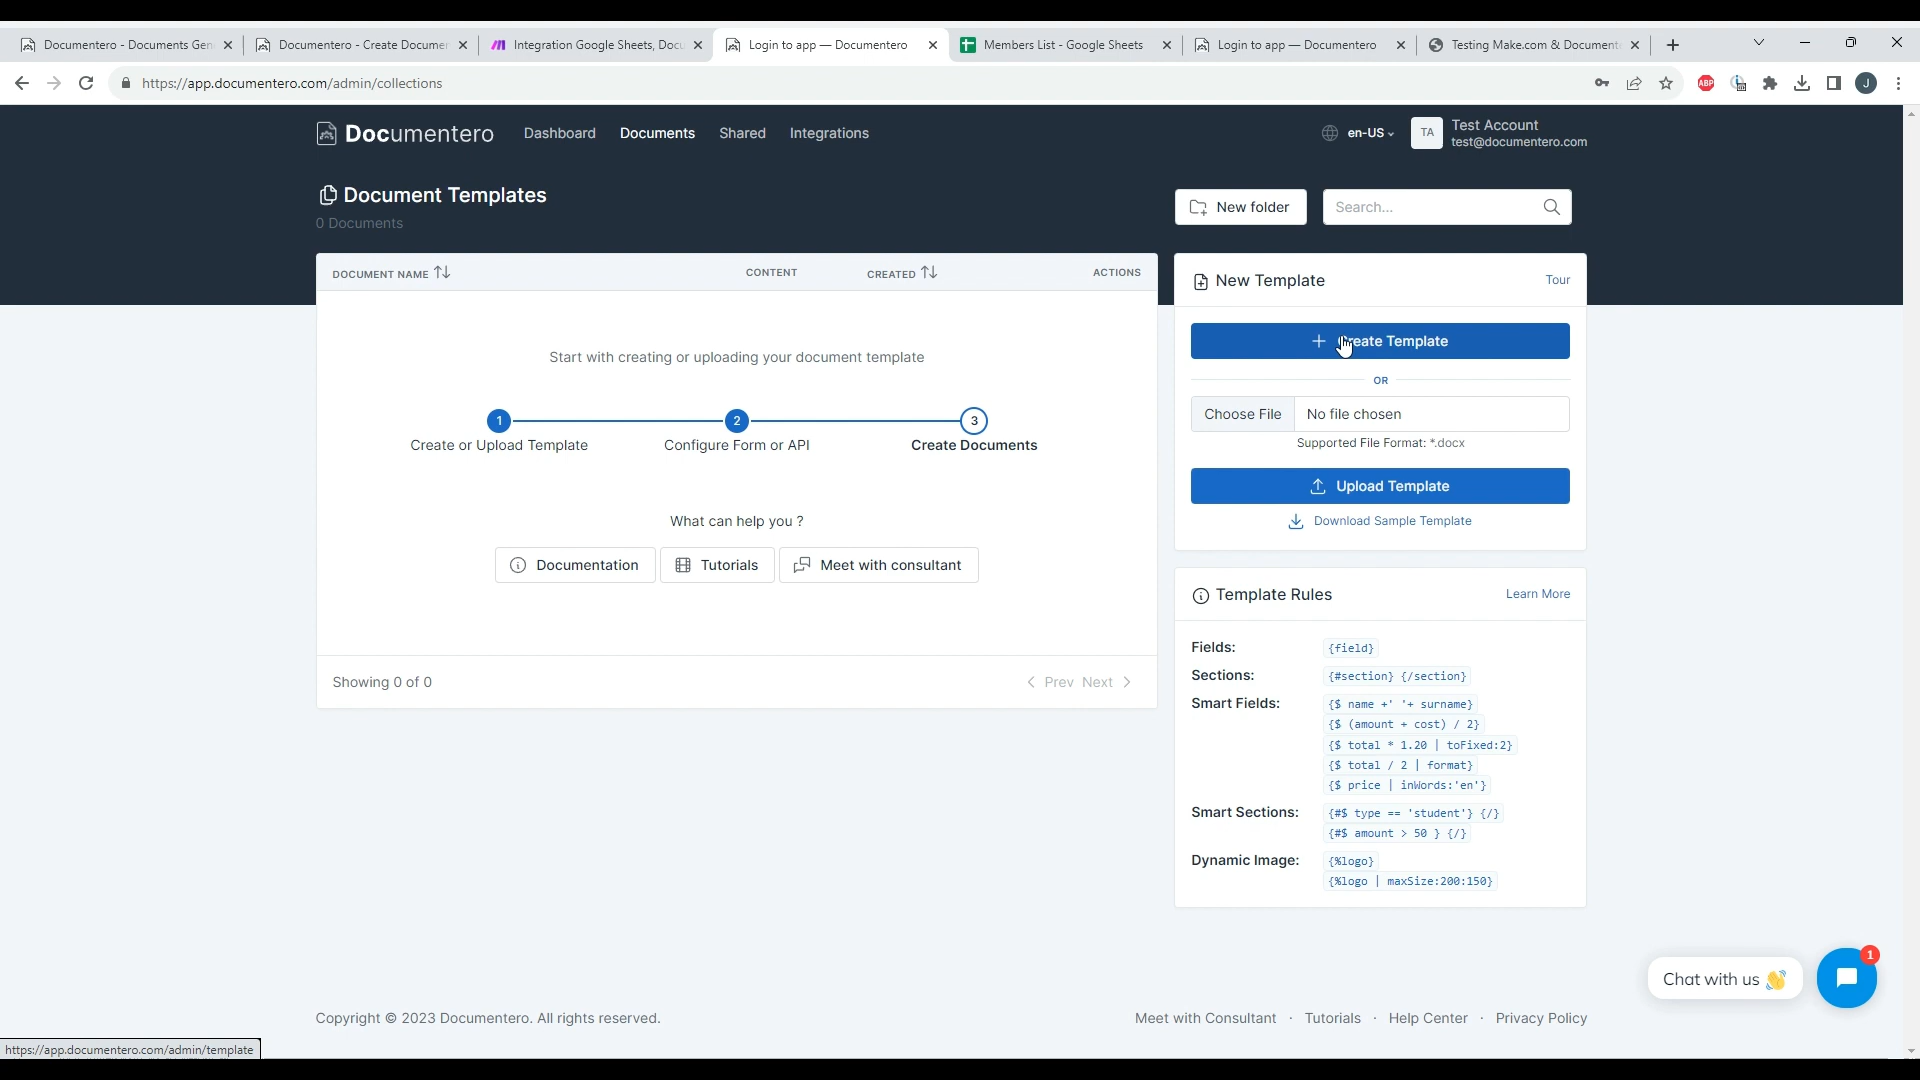 Documentero - Documents Gen
Documentero - Create Documen
Integration Google Sheets, Docu
Login to app — Documentero
Members List - Google Sheets
Login to app — Documentero
Testing Make.com & Document
https://app.documentero.com/admin/collections
ABP
J
Documentero
Dashboard
Documents
Shared
Integrations
en-US
TA
Test Account
test@documentero.com
Document Templates
0 Documents
New folder
Search...
DOCUMENT NAME
CONTENT
CREATED
ACTIONS
Start with creating or uploading your document template
1
2
3
Create or Upload Template
Configure Form or API
Create Documents
What can help you ?
Documentation
Tutorials
Meet with consultant
Showing 0 of 0
Prev
Next
New Template
Tour
+ Create Template
OR
Choose File
No file chosen
Supported File Format: *.docx
Upload Template
Download Sample Template
Template Rules
Learn More
Fields: {field}
Sections: {#section} {/section}
Smart Fields: {$ name +' '+ surname}
{$ (amount + cost) / 2}
{$ total * 1.20 | toFixed:2}
{$ total / 2 | format}
{$ price | inWords:'en'}
Smart Sections: {#$ type == 'student'} {/}
{#$ amount > 50 } {/}
Dynamic Image: {%logo}
{%logo | maxSize:200:150}
Chat with us 👋
1
Copyright © 2023 Documentero. All rights reserved.
Meet with Consultant · Tutorials · Help Center · Privacy Policy
https://app.documentero.com/admin/template